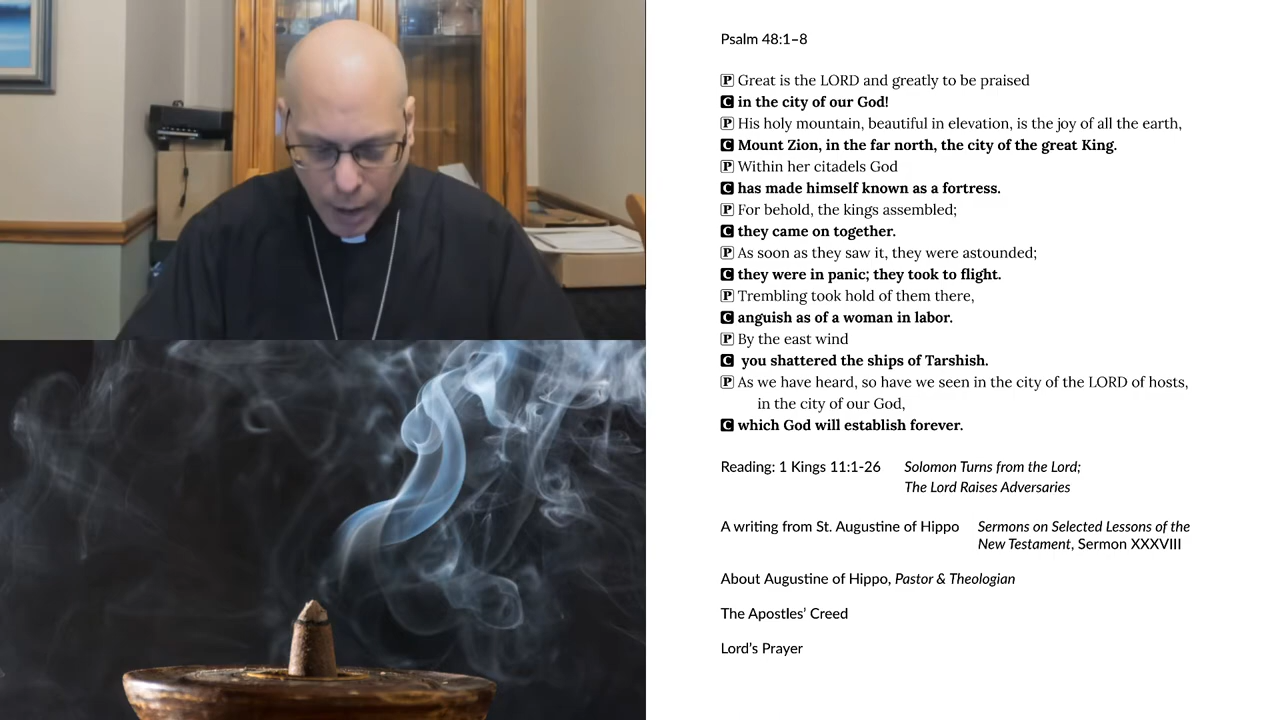 Psalm 48:1–8
P Great is the LORD and greatly to be praised
C in the city of our God!
P His holy mountain, beautiful in elevation, is the joy of all the earth,
C Mount Zion, in the far north, the city of the great King.
P Within her citadels God
C has made himself known as a fortress.
P For behold, the kings assembled;
C they came on together.
P As soon as they saw it, they were astounded;
C they were in panic; they took to flight.
P Trembling took hold of them there,
C anguish as of a woman in labor.
P By the east wind
C you shattered the ships of Tarshish.
P As we have heard, so have we seen in the city of the LORD of hosts,
in the city of our God,
C which God will establish forever.
Reading: 1 Kings 11:1-26 Solomon Turns from the Lord;
The Lord Raises Adversaries
A writing from St. Augustine of Hippo Sermons on Selected Lessons of the
New Testament, Sermon XXXVIII
About Augustine of Hippo, Pastor & Theologian
The Apostles’ Creed
Lord’s Prayer